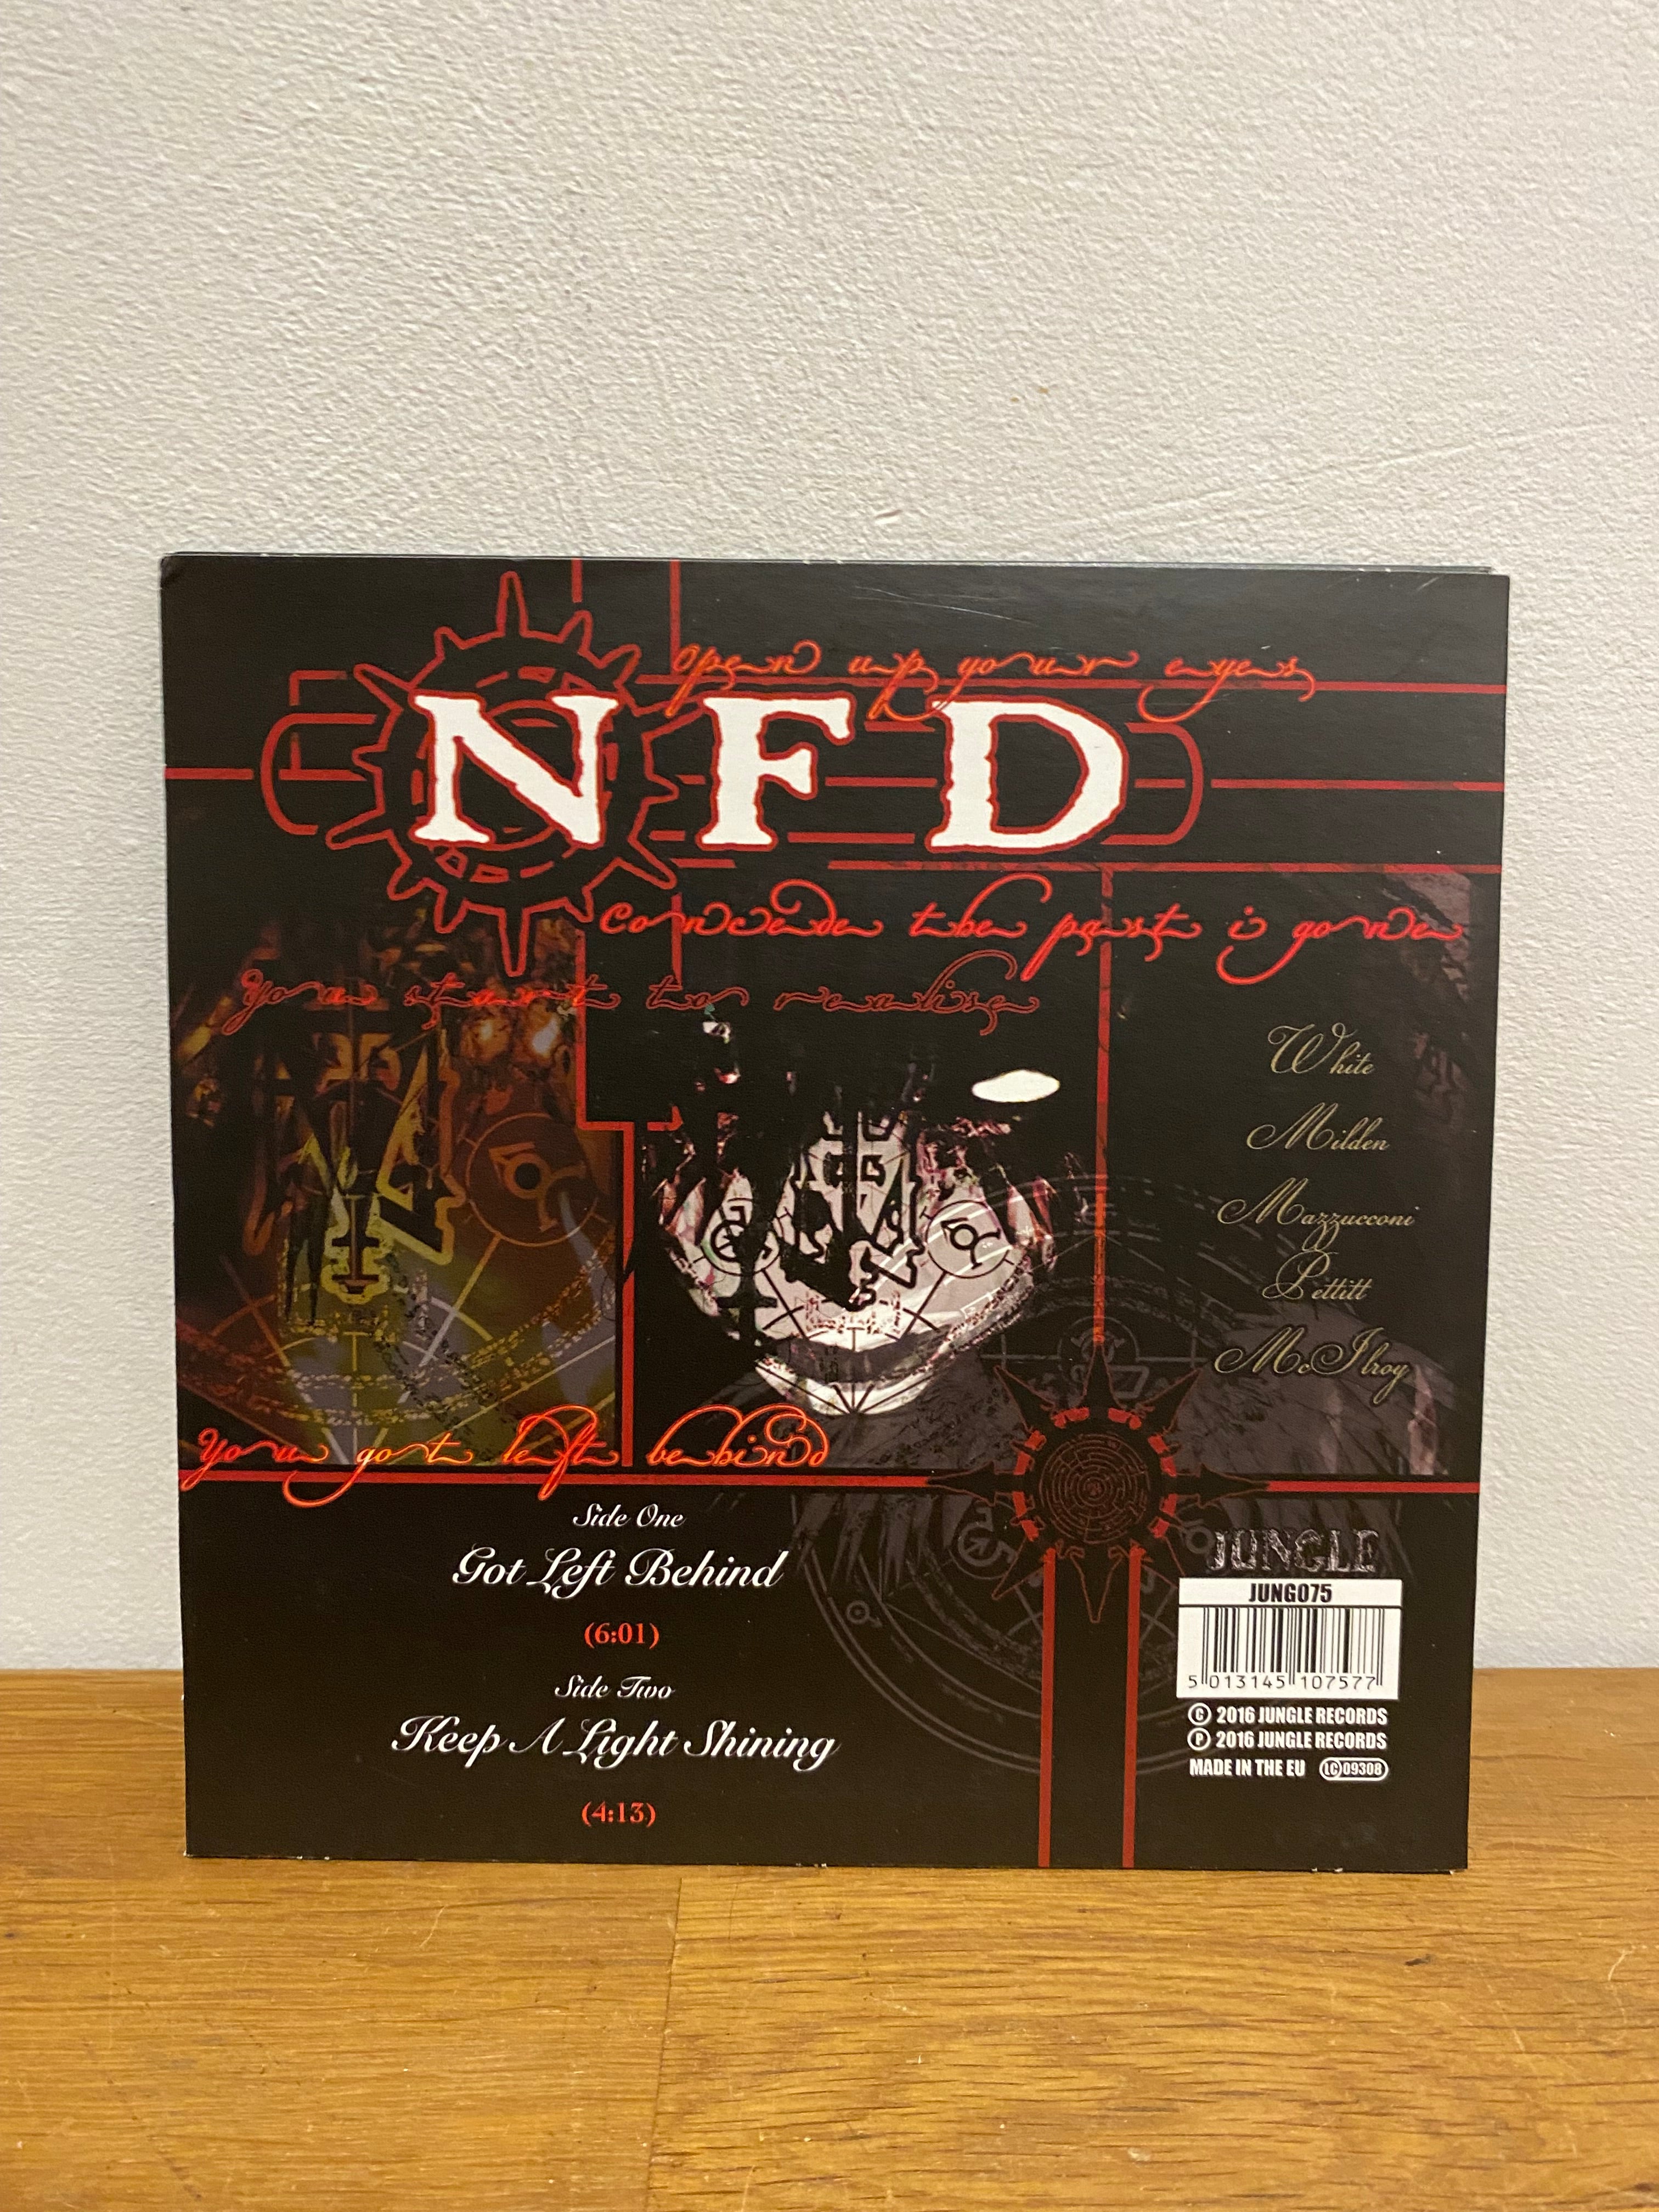 open up your eyes
NFD
Concede the past is gone
You start to realise
White
Milden
Mazzucconi
Pettitt
McIlroy
You got left behind
Side One
Got Left Behind
(6:01)
Side Two
Keep A Light Shining
(4:13)
JUNGLE
JUNG075
5 013145 107577
© 2016 JUNGLE RECORDS
℗ 2016 JUNGLE RECORDS
MADE IN THE EU LC 09308